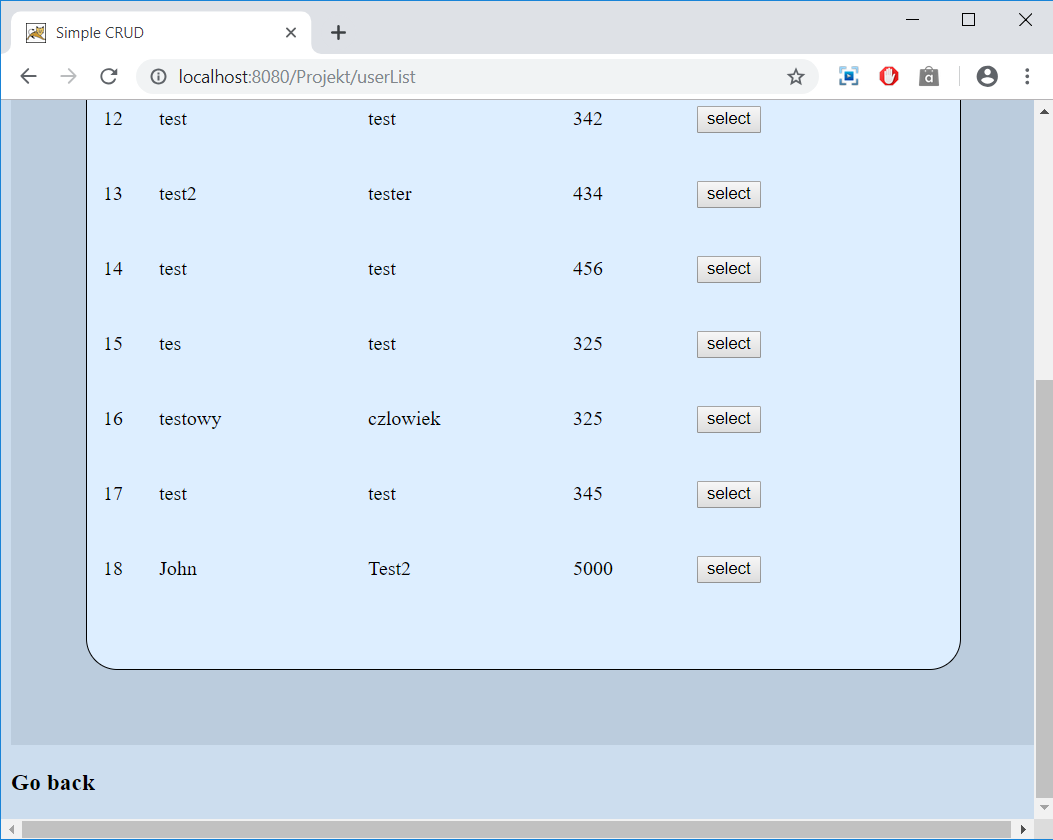 Simple CRUD
localhost:8080/Projekt/userList
12 test test 342 select
13 test2 tester 434 select
14 test test 456 select
15 tes test 325 select
16 testowy czlowiek 325 select
17 test test 345 select
18 John Test2 5000 select
Go back